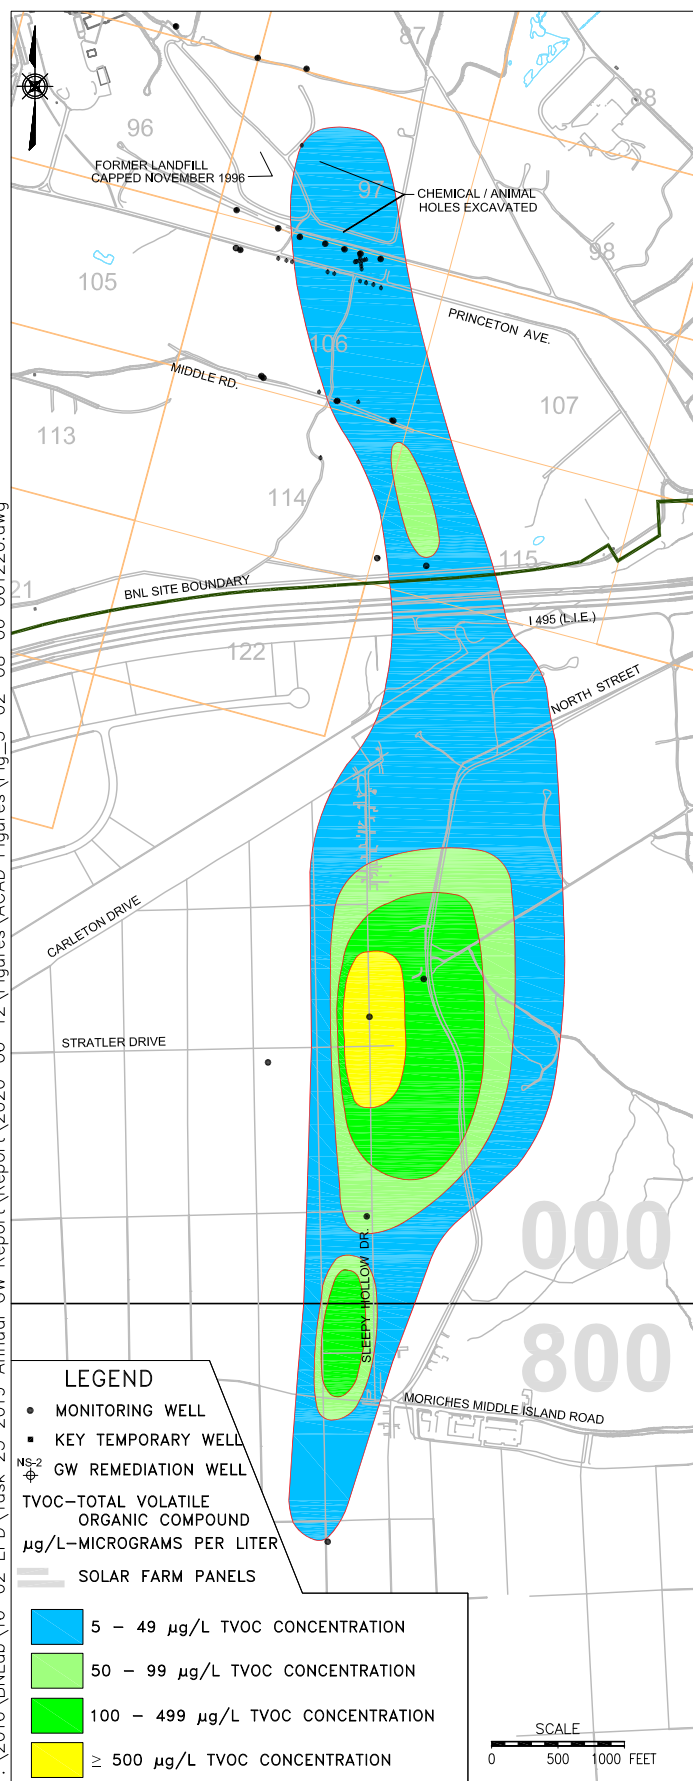 87
88
96
FORMER LANDFILL
CAPPED NOVEMBER 1996
97
CHEMICAL / ANIMAL
HOLES EXCAVATED
98
105
PRINCETON AVE.
106
MIDDLE RD.
107
113
114
115
21
BNL SITE BOUNDARY
I 495 (L.I.E.)
122
NORTH STREET
CARLETON DRIVE
STRATLER DRIVE
000
SLEEPY HOLLOW DR.
800
MORICHES MIDDLE ISLAND ROAD
LEGEND
MONITORING WELL
KEY TEMPORARY WELL
NS-2
GW REMEDIATION WELL
TVOC-TOTAL VOLATILE
ORGANIC COMPOUND
µg/L-MICROGRAMS PER LITER
SOLAR FARM PANELS
5 - 49 µg/L TVOC CONCENTRATION
50 - 99 µg/L TVOC CONCENTRATION
100 - 499 µg/L TVOC CONCENTRATION
≥ 500 µg/L TVOC CONCENTRATION
SCALE
0 500 1000 FEET